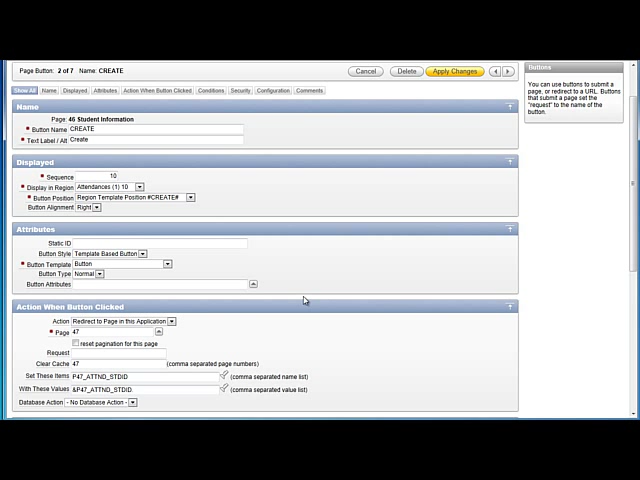 Page Button: 2 of 7 Name: CREATE
Cancel Delete Apply Changes < >
Show All Name Displayed Attributes Action When Button Clicked Conditions Security Configuration Comments
Name
Page: 46 Student Information
Button Name CREATE
Text Label / Alt Create
Displayed
Sequence 10
Display in Region Attendances (1) 10
Button Position Region Template Position #CREATE#
Button Alignment Right
Attributes
Static ID
Button Style Template Based Button
Button Template Button
Button Type Normal
Button Attributes
Action When Button Clicked
Action Redirect to Page in this Application
Page 47
reset pagination for this page
Request
Clear Cache 47 (comma separated page numbers)
Set These Items P47_ATTND_STDID (comma separated name list)
With These Values &P47_ATTND_STDID. (comma separated value list)
Database Action - No Database Action -
Buttons
You can use buttons to submit a
page, or redirect to a URL. Buttons
that submit a page set the
"request" to the name of the
button.